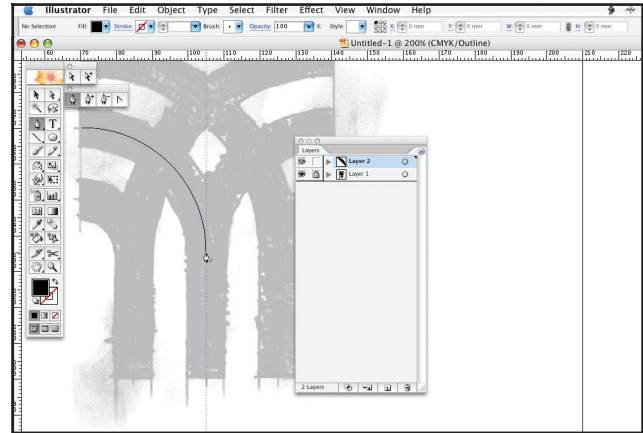 Illustrator File Edit Object Type Select Filter Effect View Window Help
No Selection Fill: Stroke: Brush: Opacity: 100 % Style: X: 0 mm Y: 0 mm W: 0 mm H: 0 mm
Untitled-1 @ 200% (CMYK/Outline)
60 70 80 90 100 110 120 130 140 150 160 170 180 190 200 210 220
Layers
Layer 2
Layer 1
2 Layers